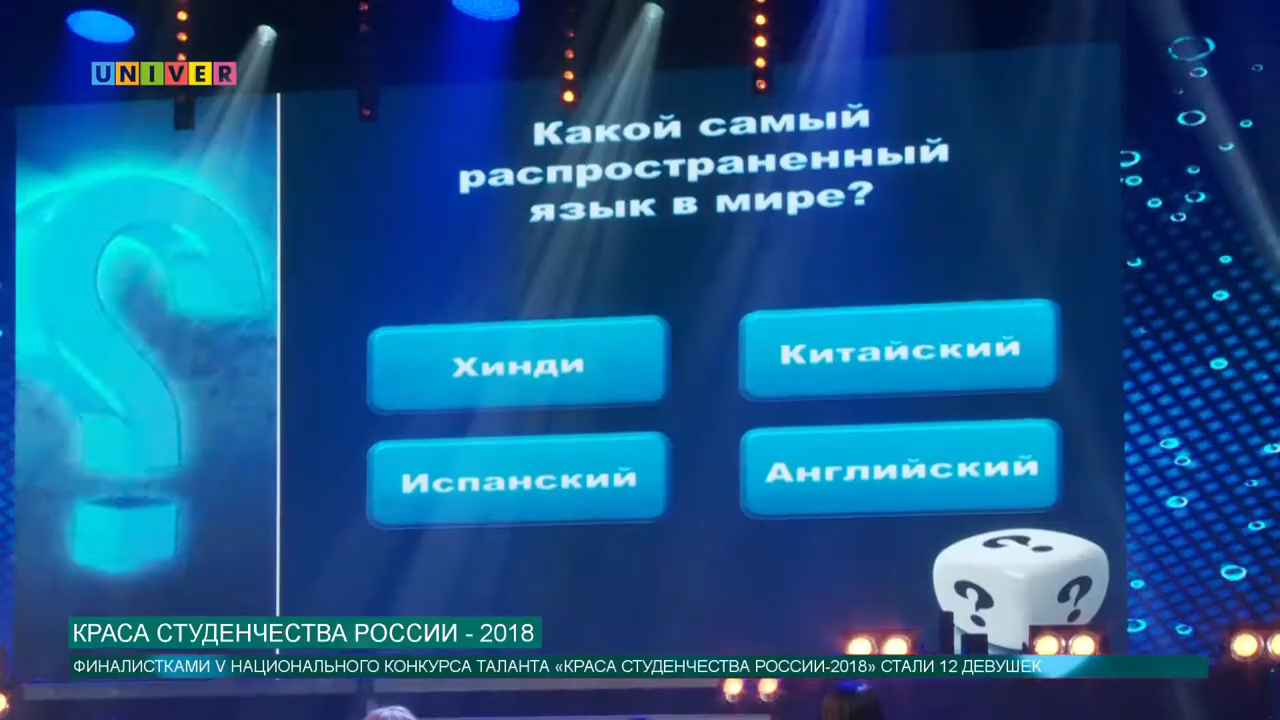 UNIVER
Какой самый
распространенный
язык в мире?
Хинди
Китайский
Испанский
Английский
? ? ?
КРАСА СТУДЕНЧЕСТВА РОССИИ - 2018
ФИНАЛИСТКАМИ V НАЦИОНАЛЬНОГО КОНКУРСА ТАЛАНТА «КРАСА СТУДЕНЧЕСТВА РОССИИ-2018» СТАЛИ 12 ДЕВУШЕК